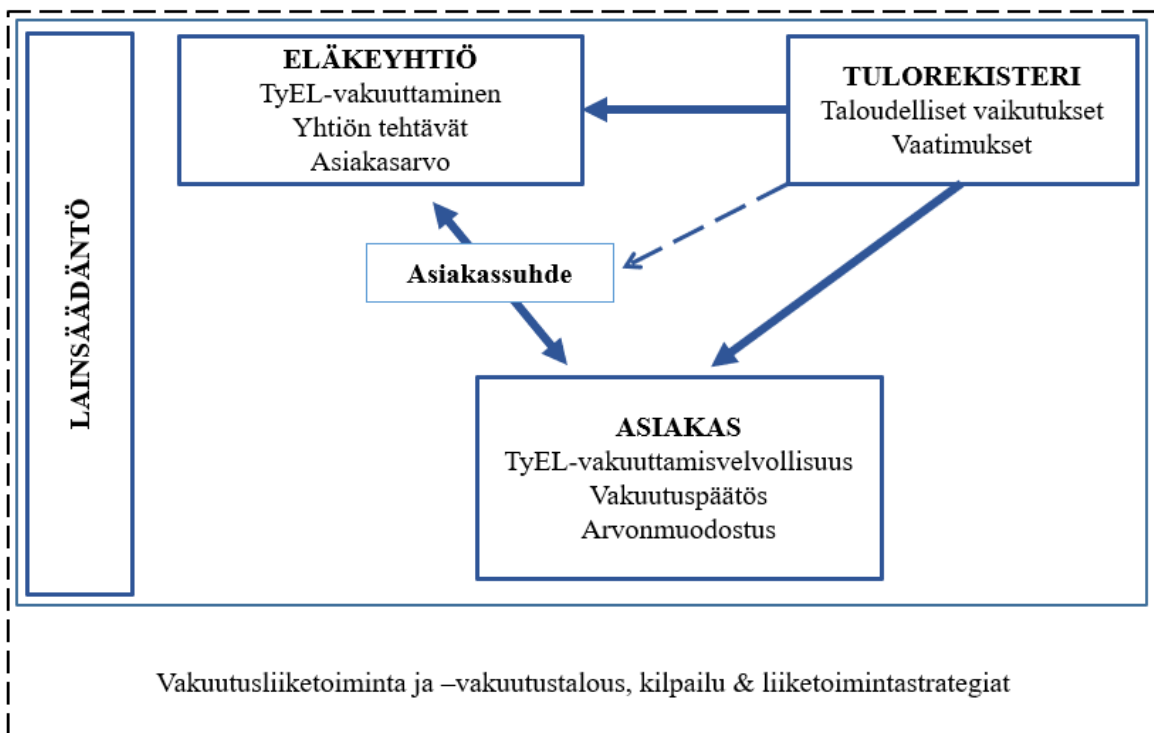 LAINSÄÄDÄNTÖ
ELÄKEYHTIÖ
TyEL-vakuuttaminen
Yhtiön tehtävät
Asiakasarvo
TULOREKISTERI
Taloudelliset vaikutukset
Vaatimukset
Asiakassuhde
ASIAKAS
TyEL-vakuuttamisvelvollisuus
Vakuutuspäätös
Arvonmuodostus
Vakuutusliiketoiminta ja –vakuutustalous, kilpailu & liiketoimintastrategiat